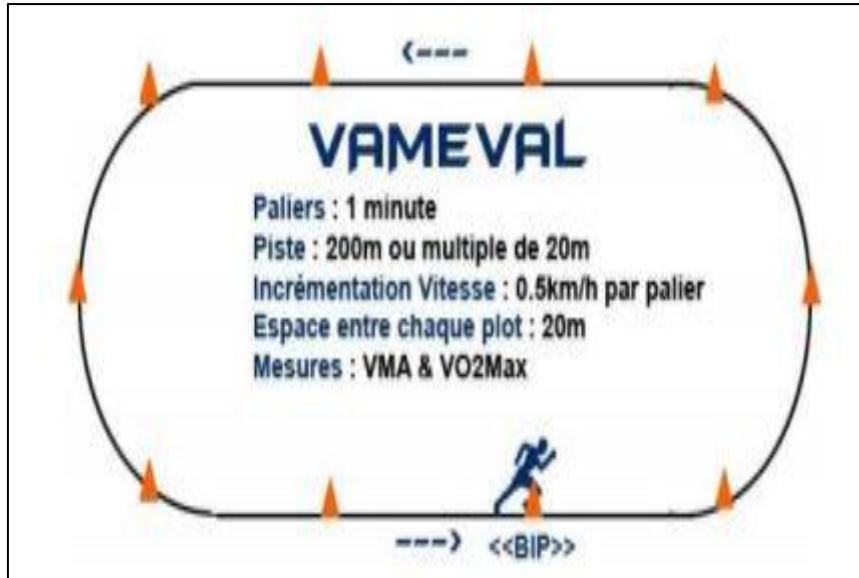 <---
VAMEVAL
Paliers : 1 minute
Piste : 200m ou multiple de 20m
Incrémentation Vitesse : 0.5km/h par palier
Espace entre chaque plot : 20m
Mesures : VMA & VO2Max
---> <<BIP>>